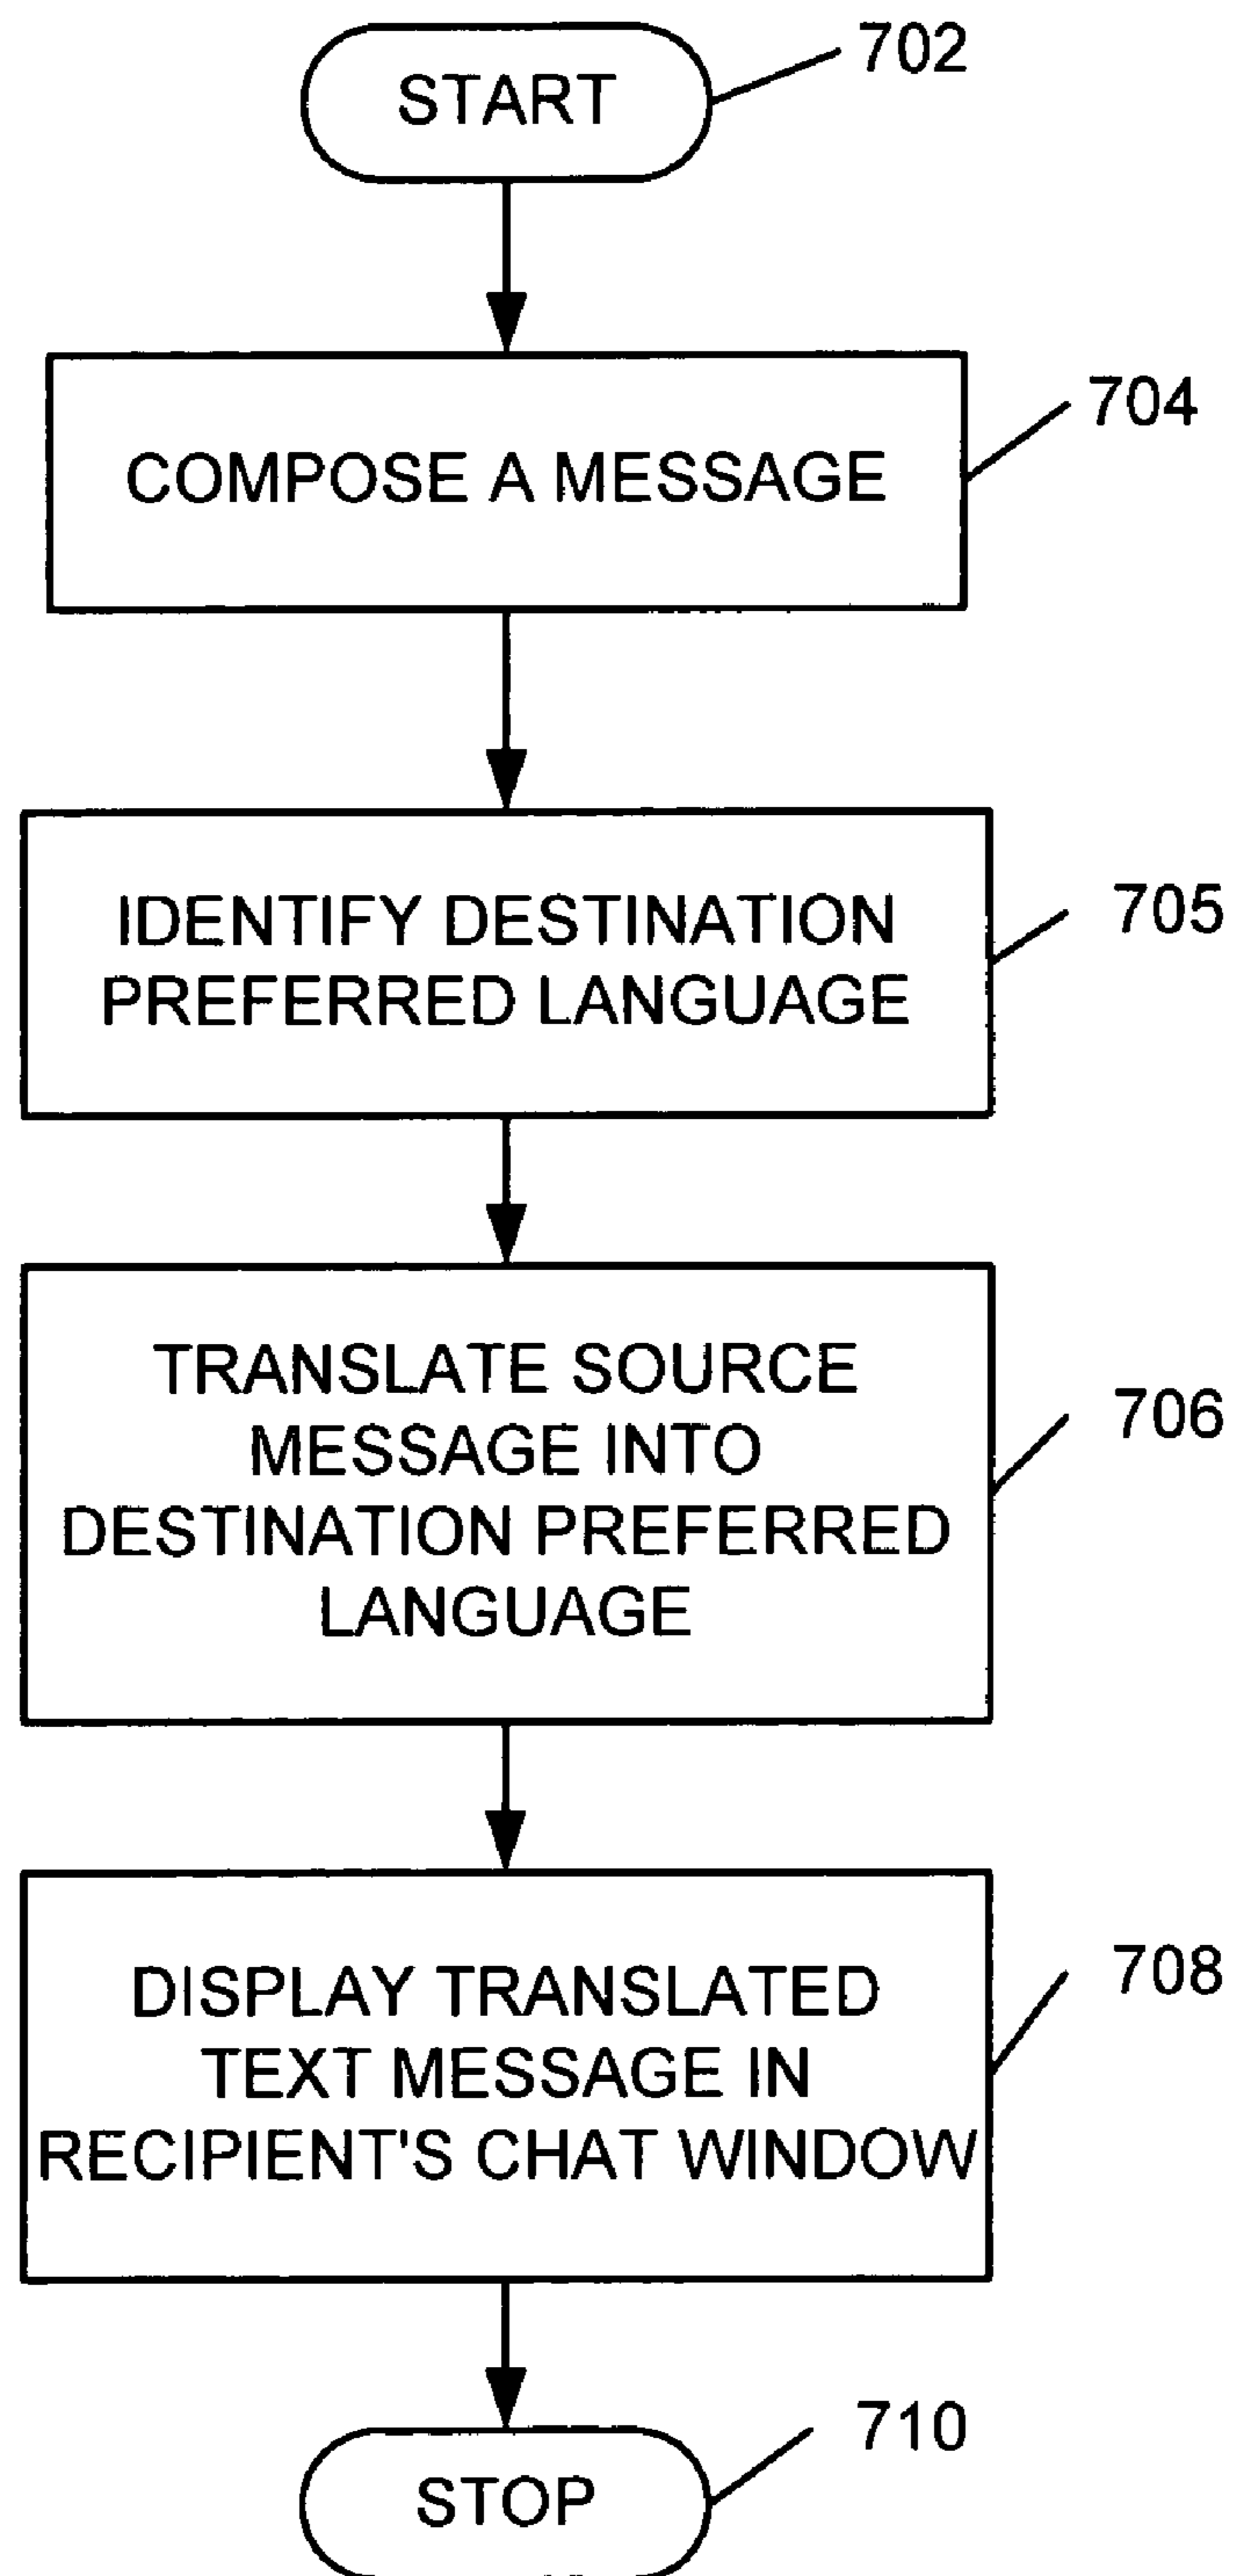 START
702
COMPOSE A MESSAGE
704
IDENTIFY DESTINATION
PREFERRED LANGUAGE
705
TRANSLATE SOURCE
MESSAGE INTO
DESTINATION PREFERRED
LANGUAGE
706
DISPLAY TRANSLATED
TEXT MESSAGE IN
RECIPIENT'S CHAT WINDOW
708
STOP
710